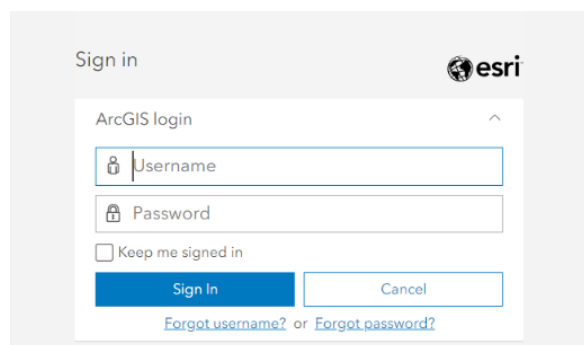 Sign in
esri
ArcGIS login
Username
Password
Keep me signed in
Sign In Cancel
Forgot username? or Forgot password?